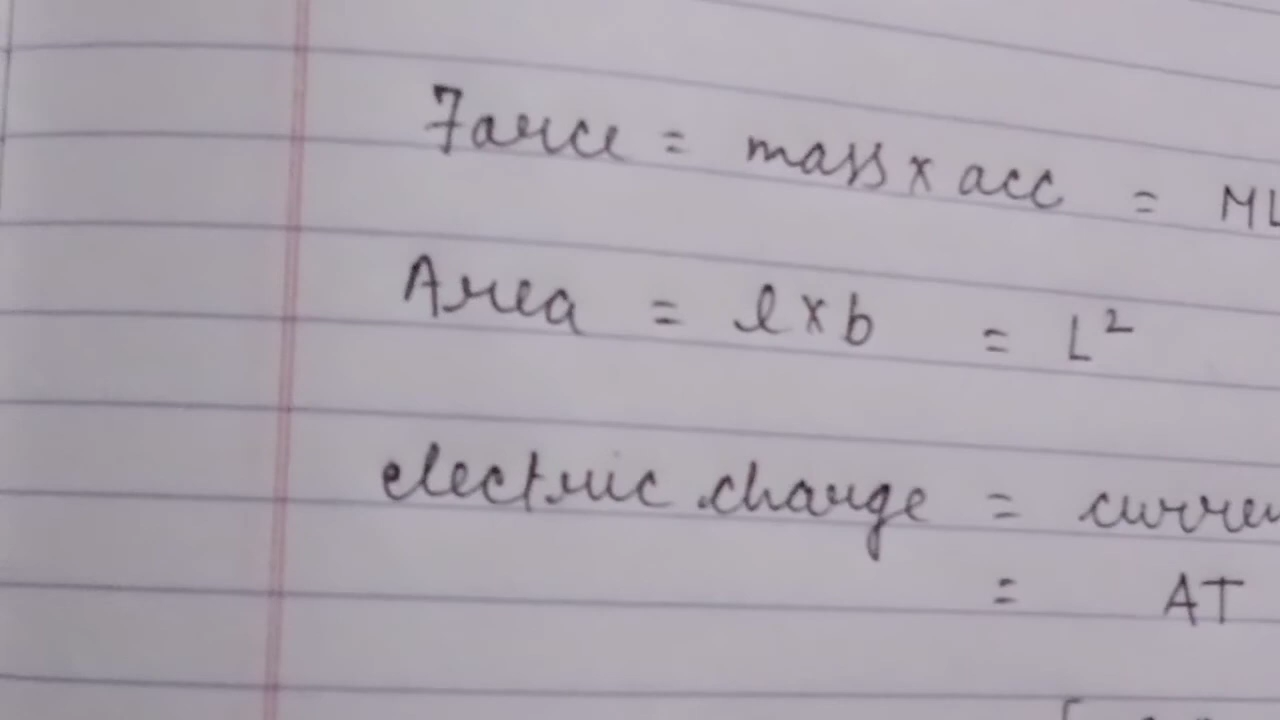 Force = mass x acc = ML
Area = l x b = L²
electric charge = curren
= AT